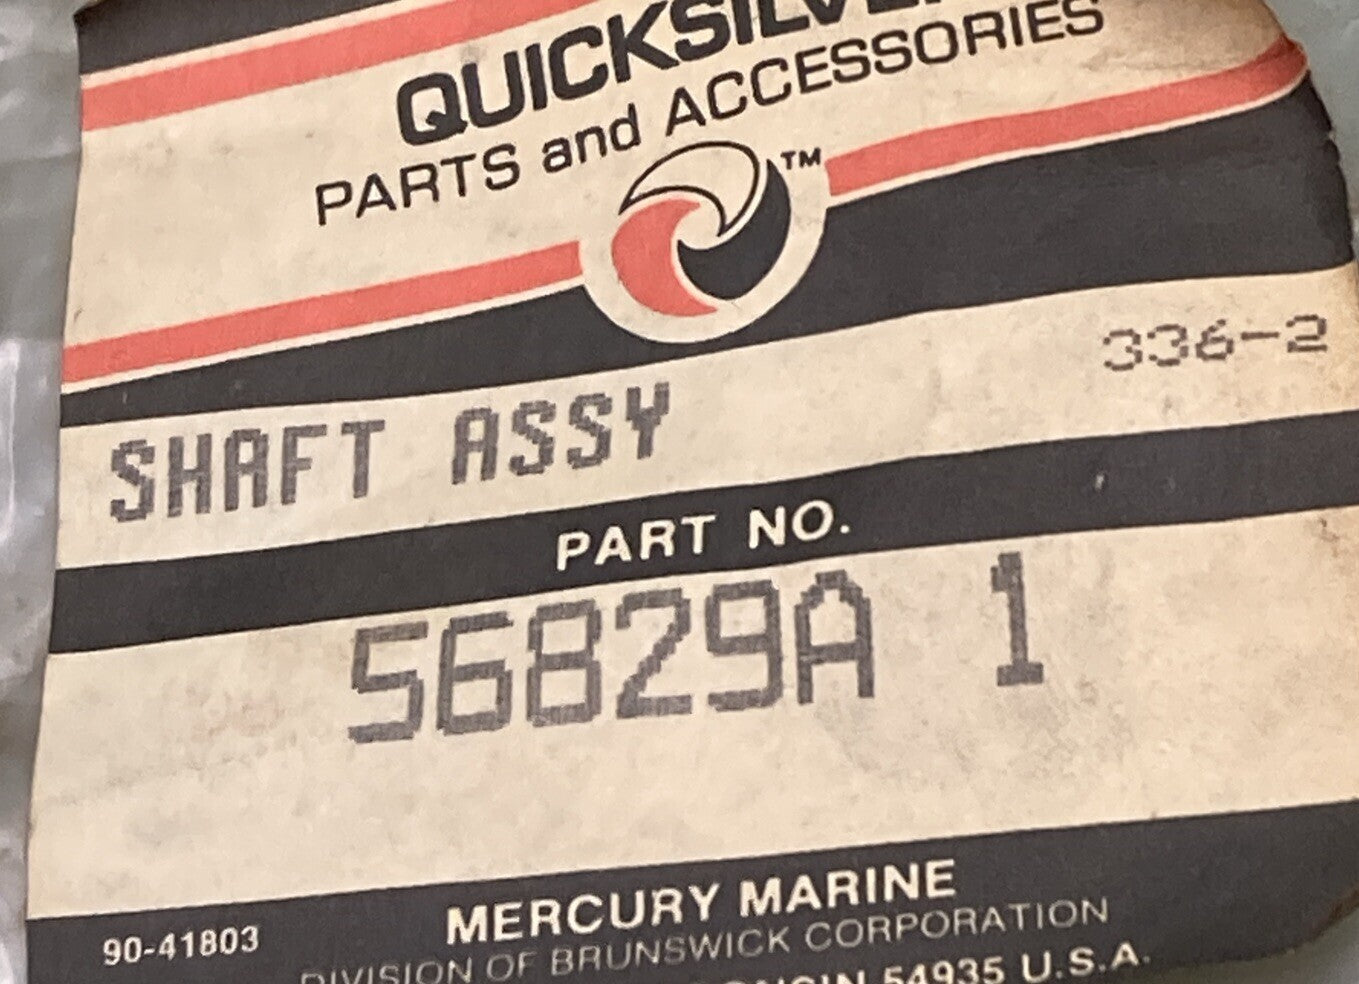 QUICKSILVER
PARTS and ACCESSORIES
TM
336-2
SHAFT ASSY
PART NO.
56829A 1
MERCURY MARINE
90-41803
DIVISION OF BRUNSWICK CORPORATION
54935 U.S.A.